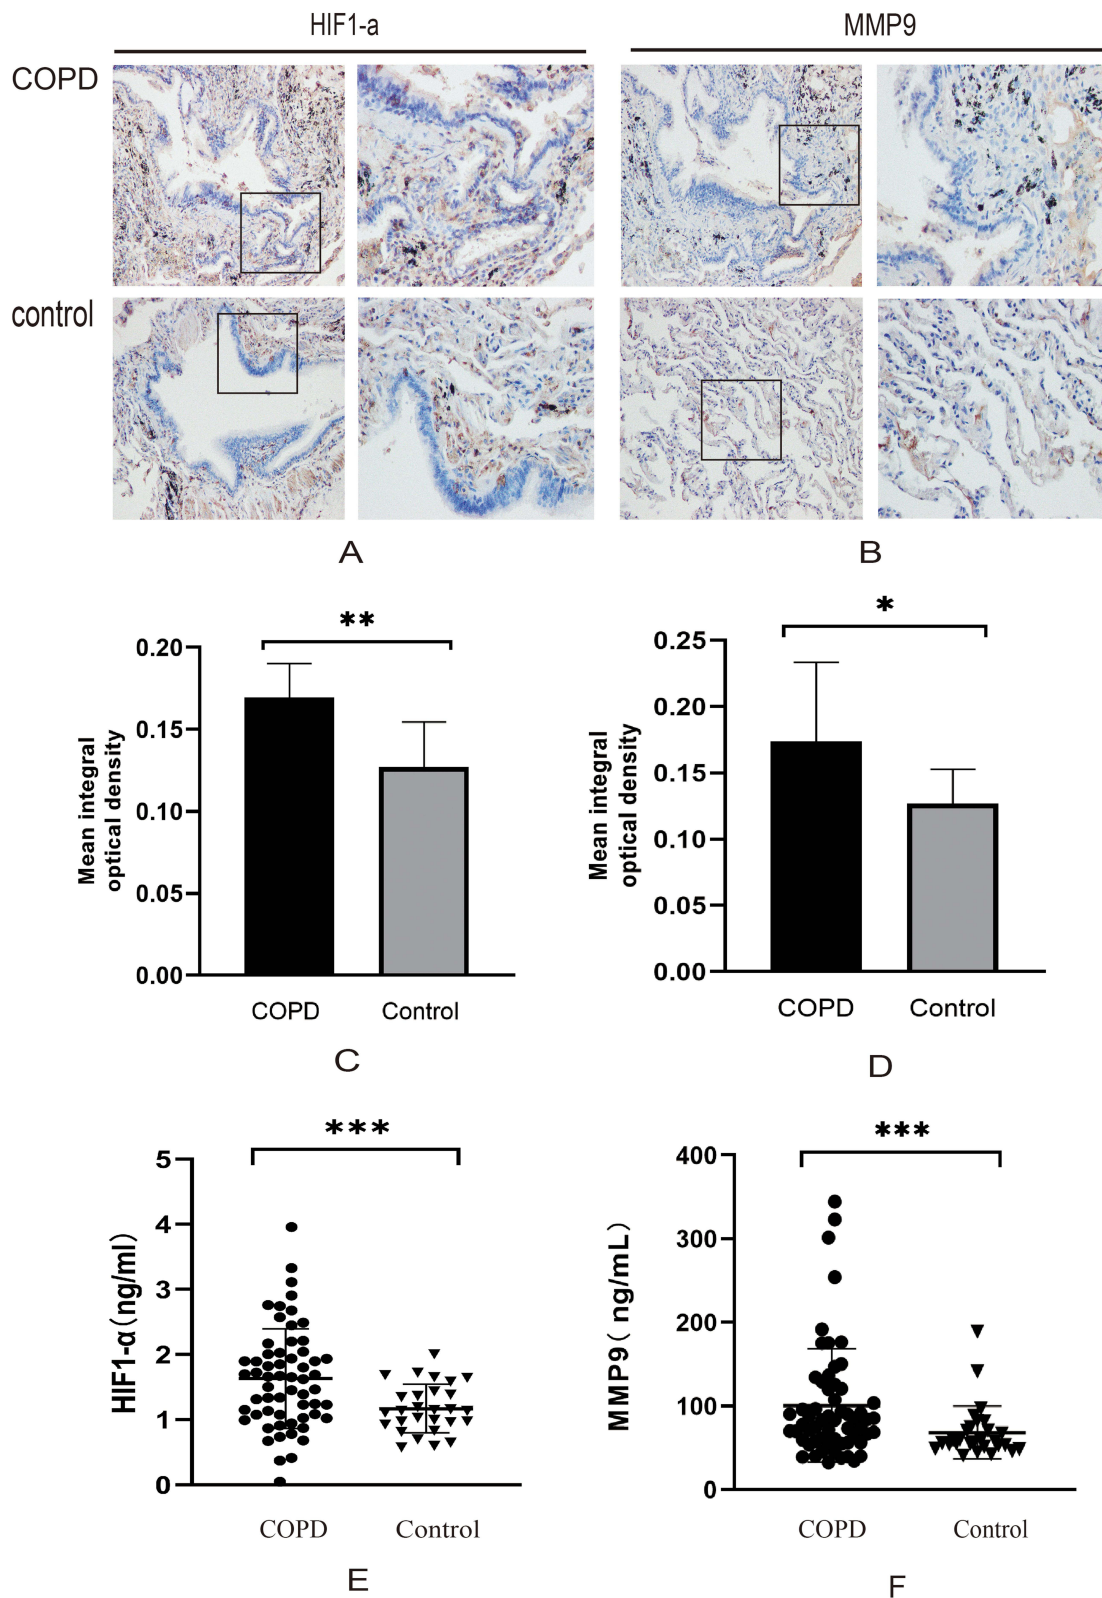 HIF1-a
MMP9
COPD
control
A
B
**
0.20
0.15
0.10
0.05
0.00
Mean integral
optical density
COPD
Control
C
*
0.25
0.20
0.15
0.10
0.05
0.00
Mean integral
optical density
COPD
Control
D
***
5
4
3
2
1
0
HIF1-α(ng/ml)
COPD
Control
E
***
400
300
200
100
0
MMP9( ng/mL)
COPD
Control
F